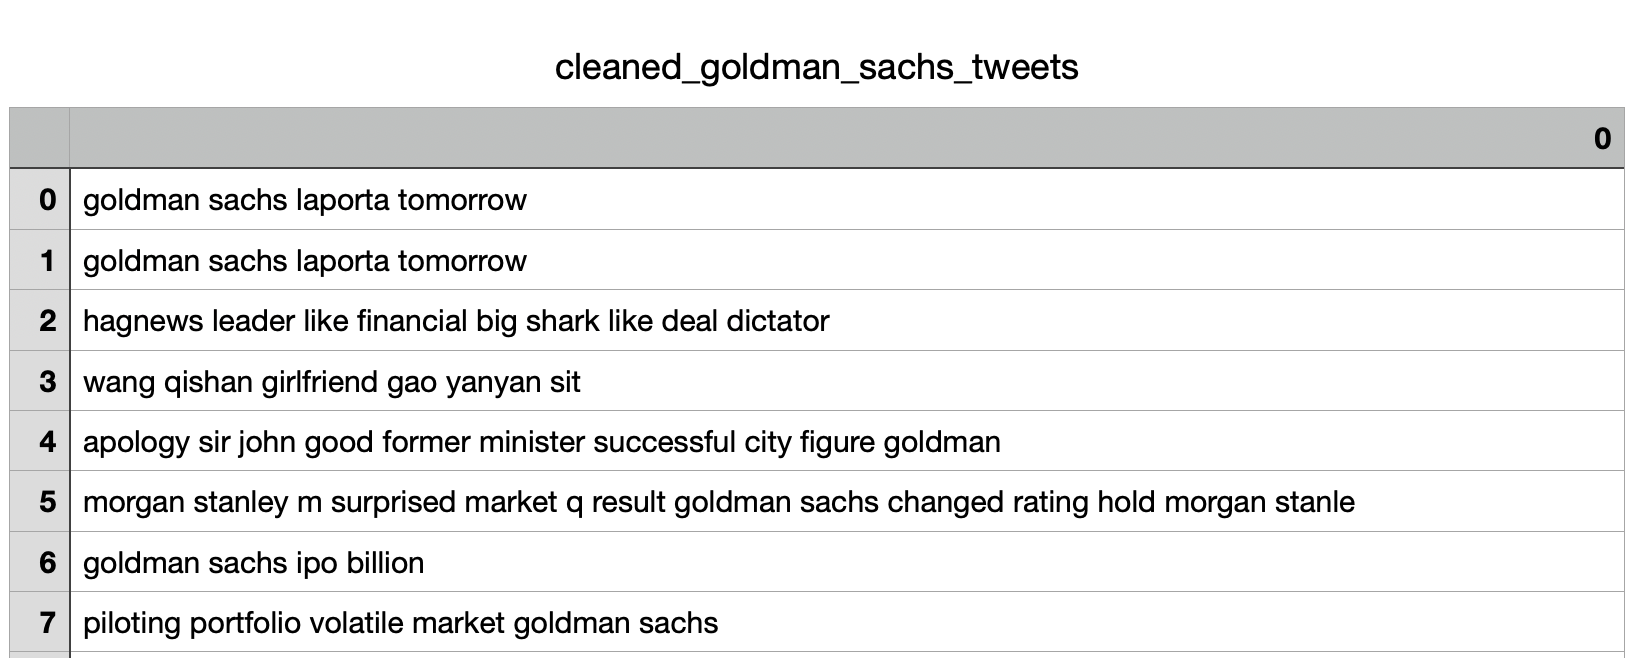 cleaned_goldman_sachs_tweets
0
0 goldman sachs laporta tomorrow
1 goldman sachs laporta tomorrow
2 hagnews leader like financial big shark like deal dictator
3 wang qishan girlfriend gao yanyan sit
4 apology sir john good former minister successful city figure goldman
5 morgan stanley m surprised market q result goldman sachs changed rating hold morgan stanle
6 goldman sachs ipo billion
7 piloting portfolio volatile market goldman sachs